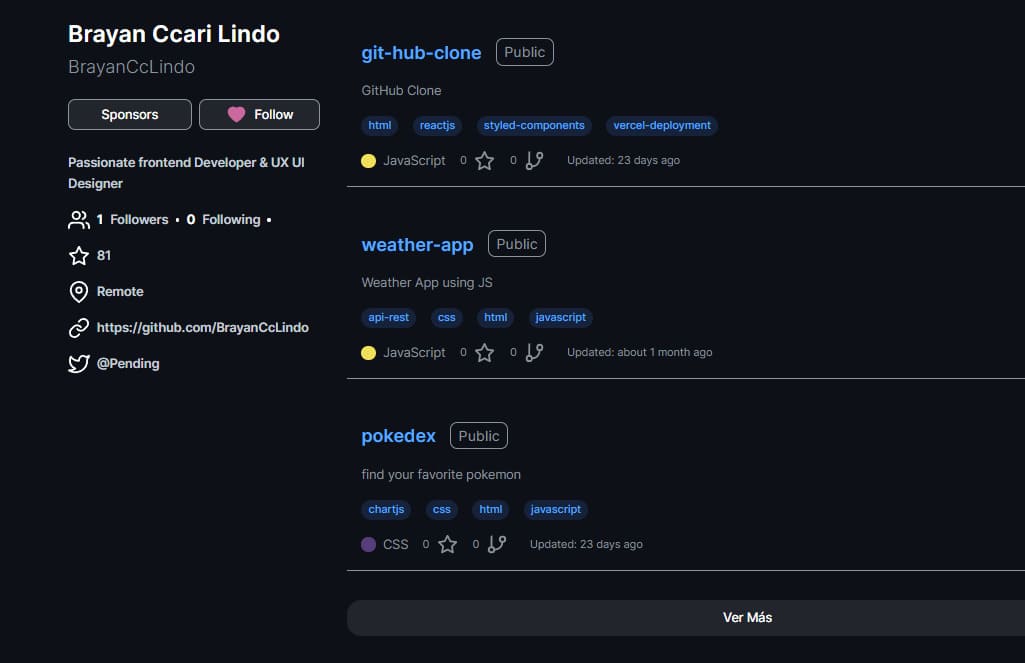 Brayan Ccari Lindo
BrayanCcLindo
Sponsors Follow
Passionate frontend Developer & UX UI
Designer
1 Followers • 0 Following •
81
Remote
https://github.com/BrayanCcLindo
@Pending
git-hub-clone Public
GitHub Clone
html reactjs styled-components vercel-deployment
JavaScript 0 0 Updated: 23 days ago
weather-app Public
Weather App using JS
api-rest css html javascript
JavaScript 0 0 Updated: about 1 month ago
pokedex Public
find your favorite pokemon
chartjs css html javascript
CSS 0 0 Updated: 23 days ago
Ver Más